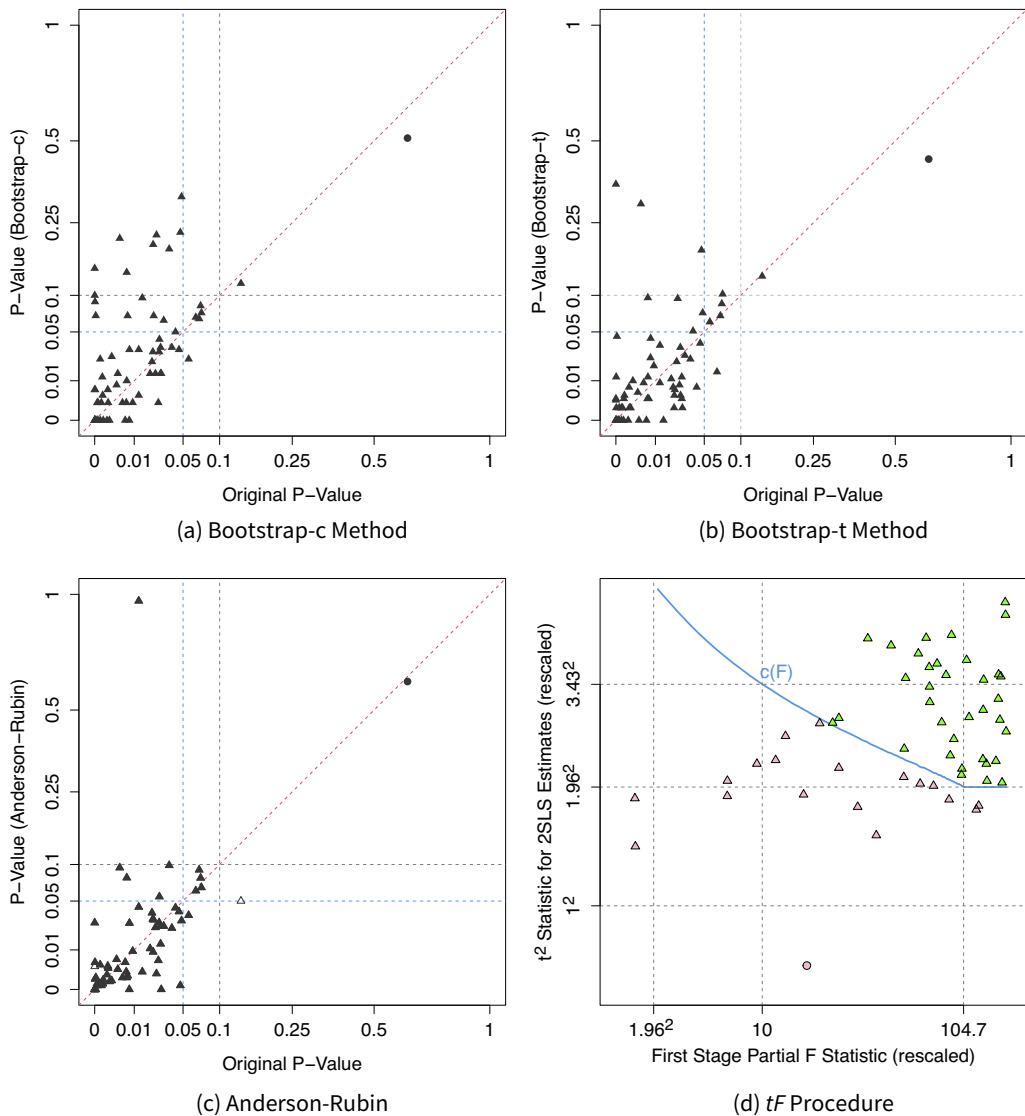 P−Value (Bootstrap−c)
1
0.5
0.25
0.1
0.05
0.01
0
0 0.01 0.05 0.1 0.25 0.5 1
Original P−Value
(a) Bootstrap-c Method
P−Value (Bootstrap−t)
1
0.5
0.25
0.1
0.05
0.01
0
0 0.01 0.05 0.1 0.25 0.5 1
Original P−Value
(b) Bootstrap-t Method
P−Value (Anderson−Rubin)
1
0.5
0.25
0.1
0.05
0.01
0
0 0.01 0.05 0.1 0.25 0.5 1
Original P−Value
(c) Anderson-Rubin
t² Statistic for 2SLS Estimates (rescaled)
3.43²
1.96²
1²
c(F)
1.96² 10 104.7
First Stage Partial F Statistic (rescaled)
(d) tF Procedure